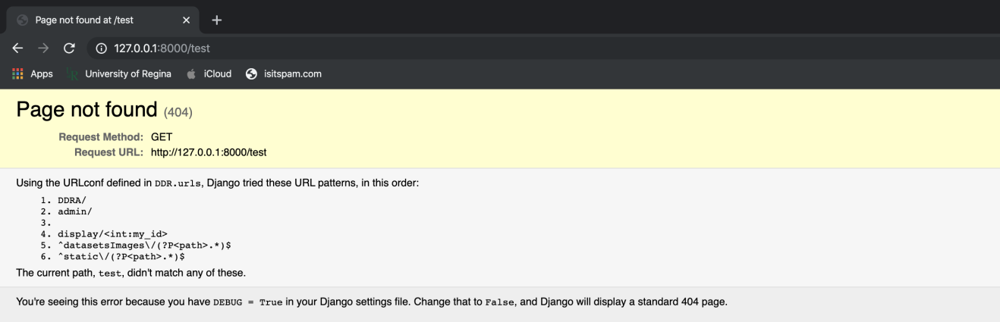 Page not found at /test
127.0.0.1:8000/test
Apps University of Regina iCloud isitspam.com
Page not found (404)
Request Method: GET
Request URL: http://127.0.0.1:8000/test
Using the URLconf defined in DDR.urls, Django tried these URL patterns, in this order:
1. DDRA/
2. admin/
3.
4. display/<int:my_id>
5. ^datasetsImages\/(?P<path>.*)$
6. ^static\/(?P<path>.*)$
The current path, test, didn't match any of these.
You're seeing this error because you have DEBUG = True in your Django settings file. Change that to False, and Django will display a standard 404 page.